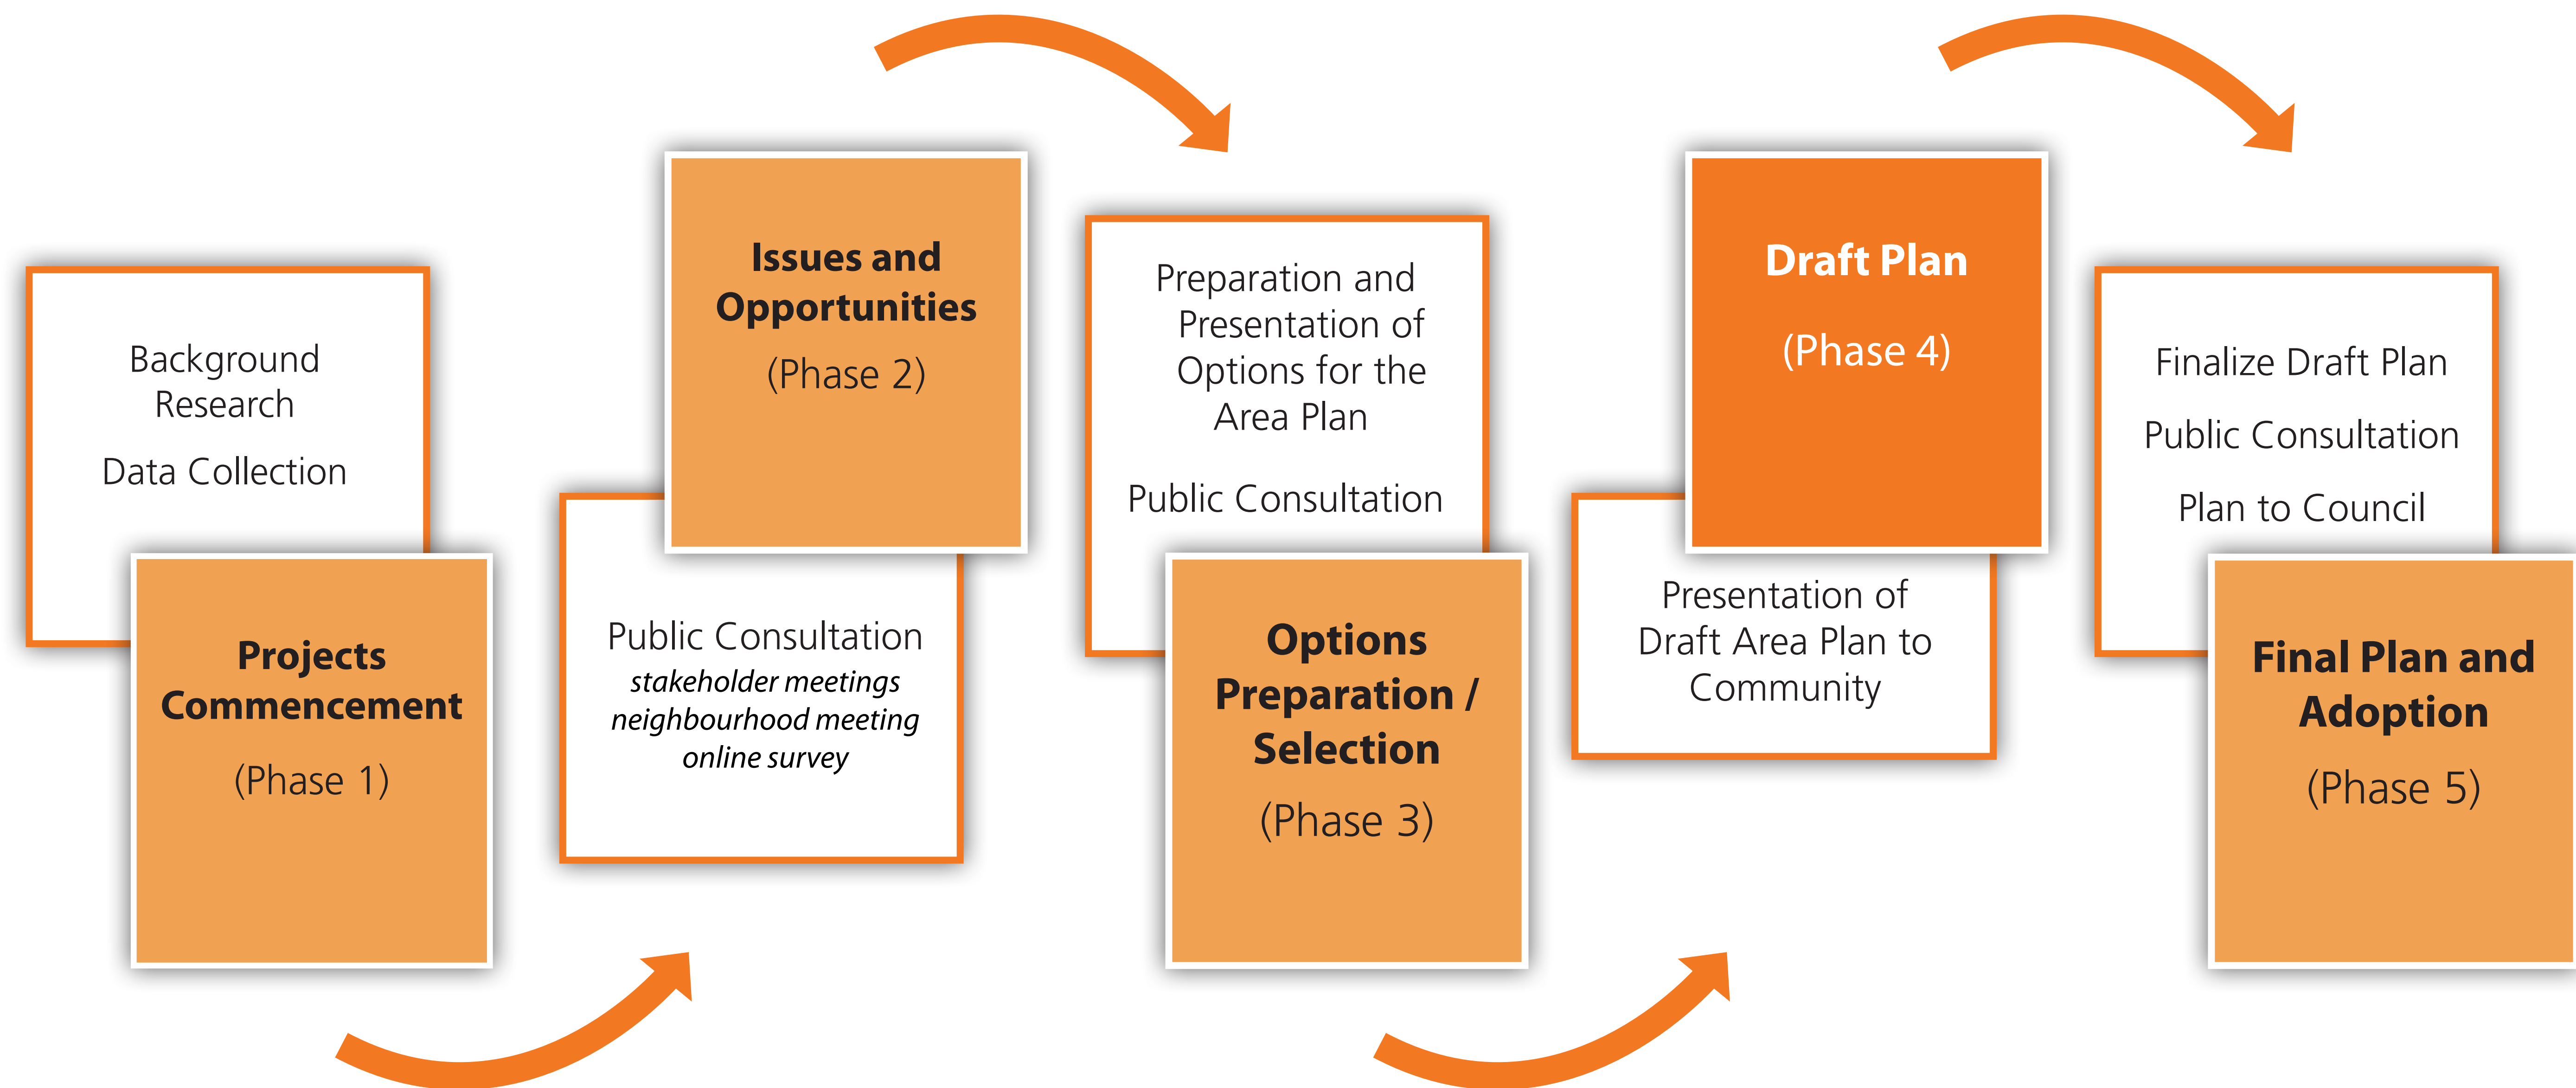 Background
Research
Data Collection
Projects
Commencement
(Phase 1)
Issues and
Opportunities
(Phase 2)
Public Consultation
stakeholder meetings
neighbourhood meeting
online survey
Preparation and
Presentation of
Options for the
Area Plan
Public Consultation
Options
Preparation /
Selection
(Phase 3)
Draft Plan
(Phase 4)
Presentation of
Draft Area Plan to
Community
Finalize Draft Plan
Public Consultation
Plan to Council
Final Plan and
Adoption
(Phase 5)